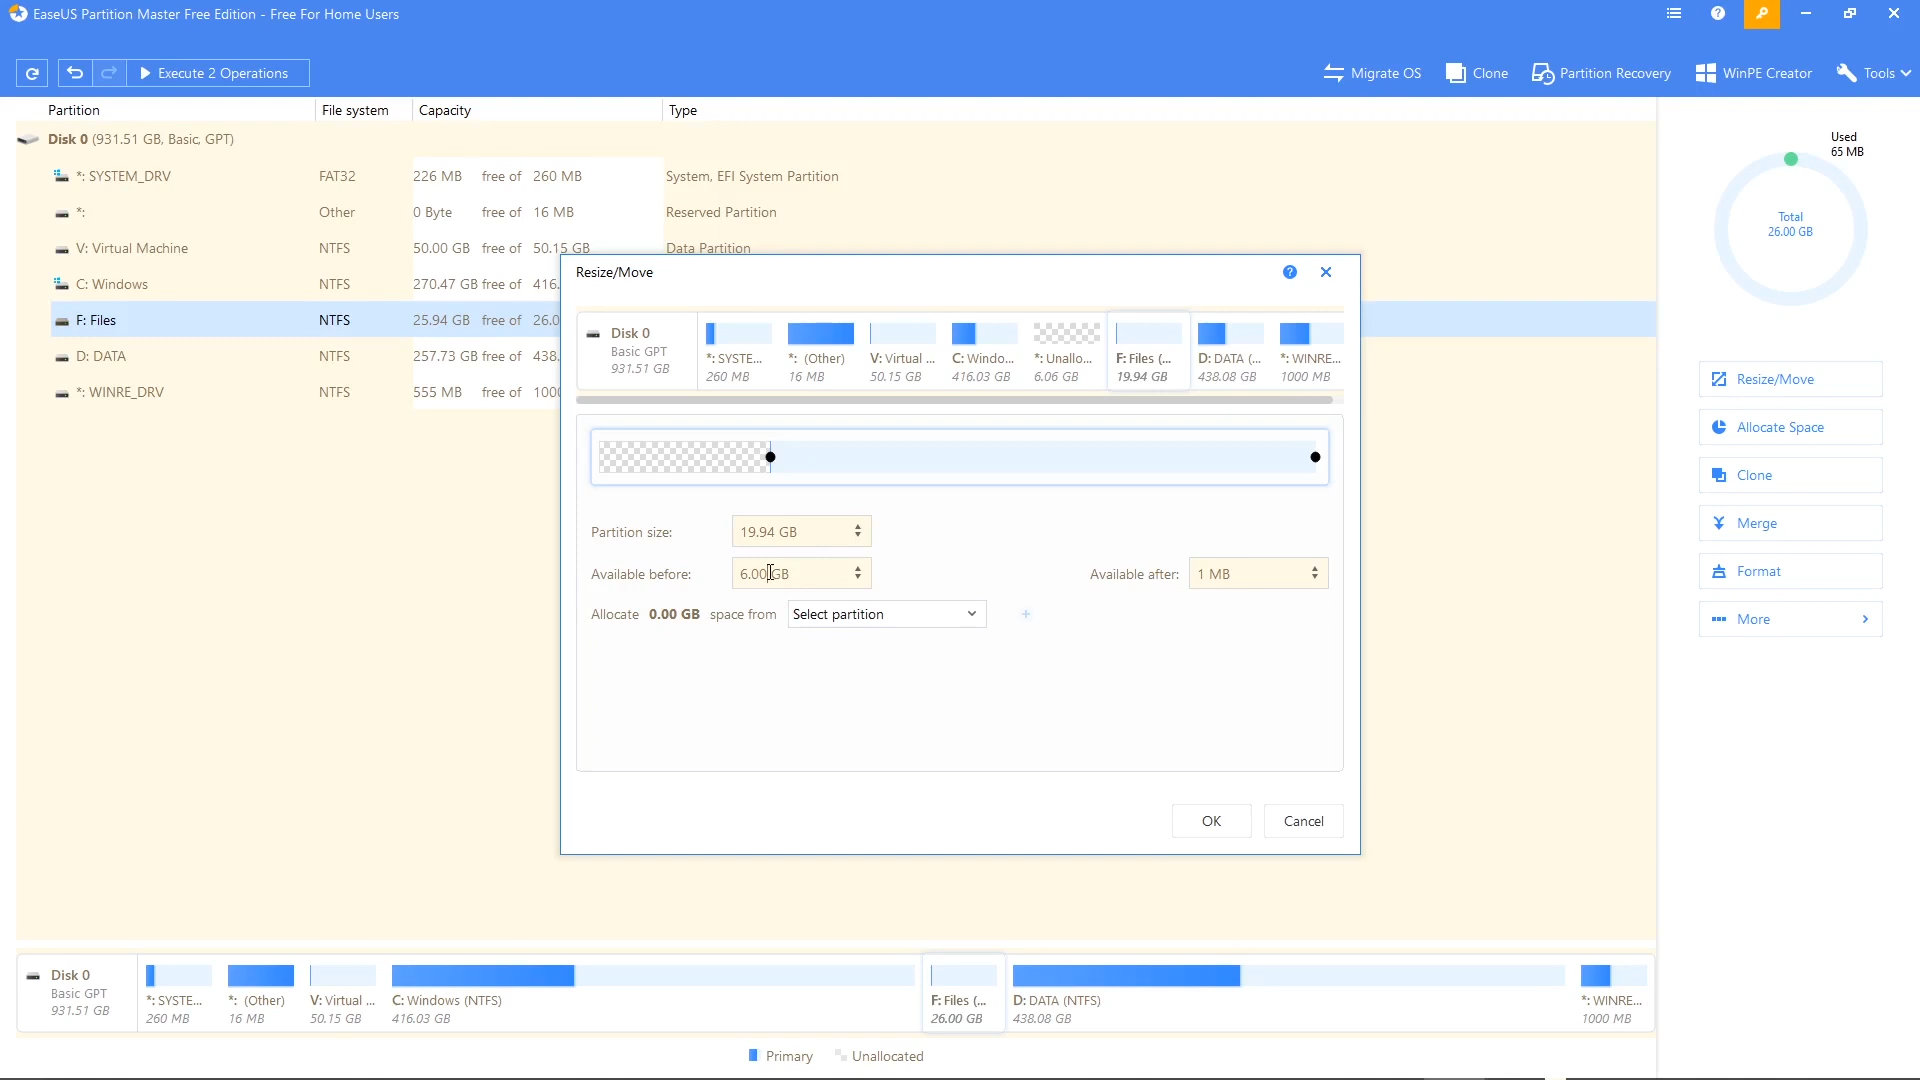 EaseUS Partition Master Free Edition - Free For Home Users
Execute 2 Operations
Migrate OS
Clone
Partition Recovery
WinPE Creator
Tools
Partition
File system
Capacity
Type
Disk 0 (931.51 GB, Basic, GPT)
*: SYSTEM_DRV FAT32 226 MB free of 260 MB System, EFI System Partition
*: Other 0 Byte free of 16 MB Reserved Partition
V: Virtual Machine NTFS 50.00 GB free of 50.15 GB Data Partition
C: Windows NTFS 270.47 GB free of 416.
F: Files NTFS 25.94 GB free of 26.0
D: DATA NTFS 257.73 GB free of 438.
*: WINRE_DRV NTFS 555 MB free of 1000
Resize/Move
Disk 0
Basic GPT
931.51 GB
*: SYSTE...
260 MB
*: (Other)
16 MB
V: Virtual ...
50.15 GB
C: Windo...
416.03 GB
*: Unallo...
6.06 GB
F: Files (...
19.94 GB
D: DATA (...
438.08 GB
*: WINRE...
1000 MB
Partition size: 19.94 GB
Available before: 6.00 GB
Available after: 1 MB
Allocate 0.00 GB space from Select partition
OK
Cancel
Used
65 MB
Total
26.00 GB
Resize/Move
Allocate Space
Clone
Merge
Format
More
Disk 0
Basic GPT
931.51 GB
*: SYSTE...
260 MB
*: (Other)
16 MB
V: Virtual ...
50.15 GB
C: Windows (NTFS)
416.03 GB
F: Files (...
26.00 GB
D: DATA (NTFS)
438.08 GB
*: WINRE...
1000 MB
Primary
Unallocated